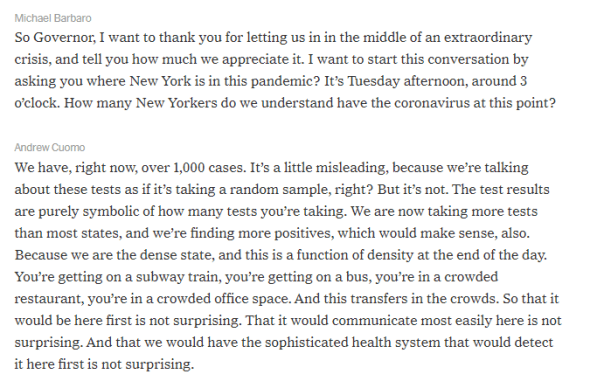 Michael Barbaro
So Governor, I want to thank you for letting us in in the middle of an extraordinary
crisis, and tell you how much we appreciate it. I want to start this conversation by
asking you where New York is in this pandemic? It’s Tuesday afternoon, around 3
o’clock. How many New Yorkers do we understand have the coronavirus at this point?
Andrew Cuomo
We have, right now, over 1,000 cases. It’s a little misleading, because we’re talking
about these tests as if it’s taking a random sample, right? But it’s not. The test results
are purely symbolic of how many tests you’re taking. We are now taking more tests
than most states, and we’re finding more positives, which would make sense, also.
Because we are the dense state, and this is a function of density at the end of the day.
You’re getting on a subway train, you’re getting on a bus, you’re in a crowded
restaurant, you’re in a crowded office space. And this transfers in the crowds. So that it
would be here first is not surprising. That it would communicate most easily here is not
surprising. And that we would have the sophisticated health system that would detect
it here first is not surprising.